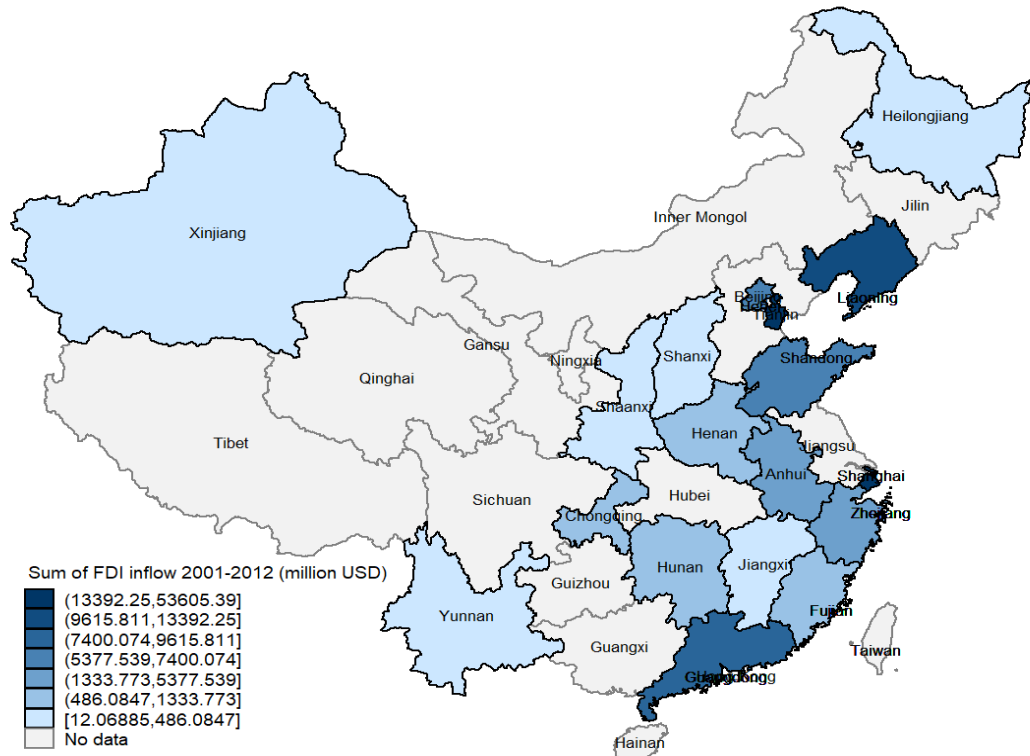 Heilongjiang
Jilin
Xinjiang
Inner Mongol
Beijing
Tianjin
Liaoning
Gansu
Ningxia
Shanxi
Shandong
Qinghai
Shaanxi
Henan
Jiangsu
Tibet
Anhui
Shanghai
Sichuan
Hubei
Chongqing
Zhejiang
Sum of FDI inflow 2001-2012 (million USD)
(13392.25,53605.39]
(9615.811,13392.25]
(7400.074,9615.811]
(5377.539,7400.074]
(1333.773,5377.539]
(486.0847,1333.773]
[12.06885,486.0847]
No data
Hunan
Jiangxi
Guizhou
Fujian
Yunnan
Guangxi
Taiwan
Guangdong
Hainan